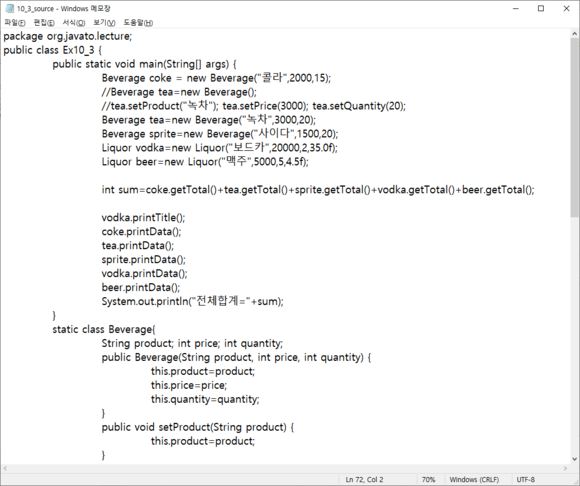 10_3_source - Windows 메모장
파일(F) 편집(E) 서식(O) 보기(V) 도움말(H)
package org.javato.lecture;
public class Ex10_3 {
public static void main(String[] args) {
Beverage coke = new Beverage("콜라",2000,15);
//Beverage tea=new Beverage();
//tea.setProduct("녹차"); tea.setPrice(3000); tea.setQuantity(20);
Beverage tea=new Beverage("녹차",3000,20);
Beverage sprite=new Beverage("사이다",1500,20);
Liquor vodka=new Liquor("보드카",20000,2,35.0f);
Liquor beer=new Liquor("맥주",5000,5,4.5f);
int sum=coke.getTotal()+tea.getTotal()+sprite.getTotal()+vodka.getTotal()+beer.getTotal();
vodka.printTitle();
coke.printData();
tea.printData();
sprite.printData();
vodka.printData();
beer.printData();
System.out.println("전체합계="+sum);
}
static class Beverage{
String product; int price; int quantity;
public Beverage(String product, int price, int quantity) {
this.product=product;
this.price=price;
this.quantity=quantity;
}
public void setProduct(String product) {
this.product=product;
}
Ln 72, Col 2 70% Windows (CRLF) UTF-8